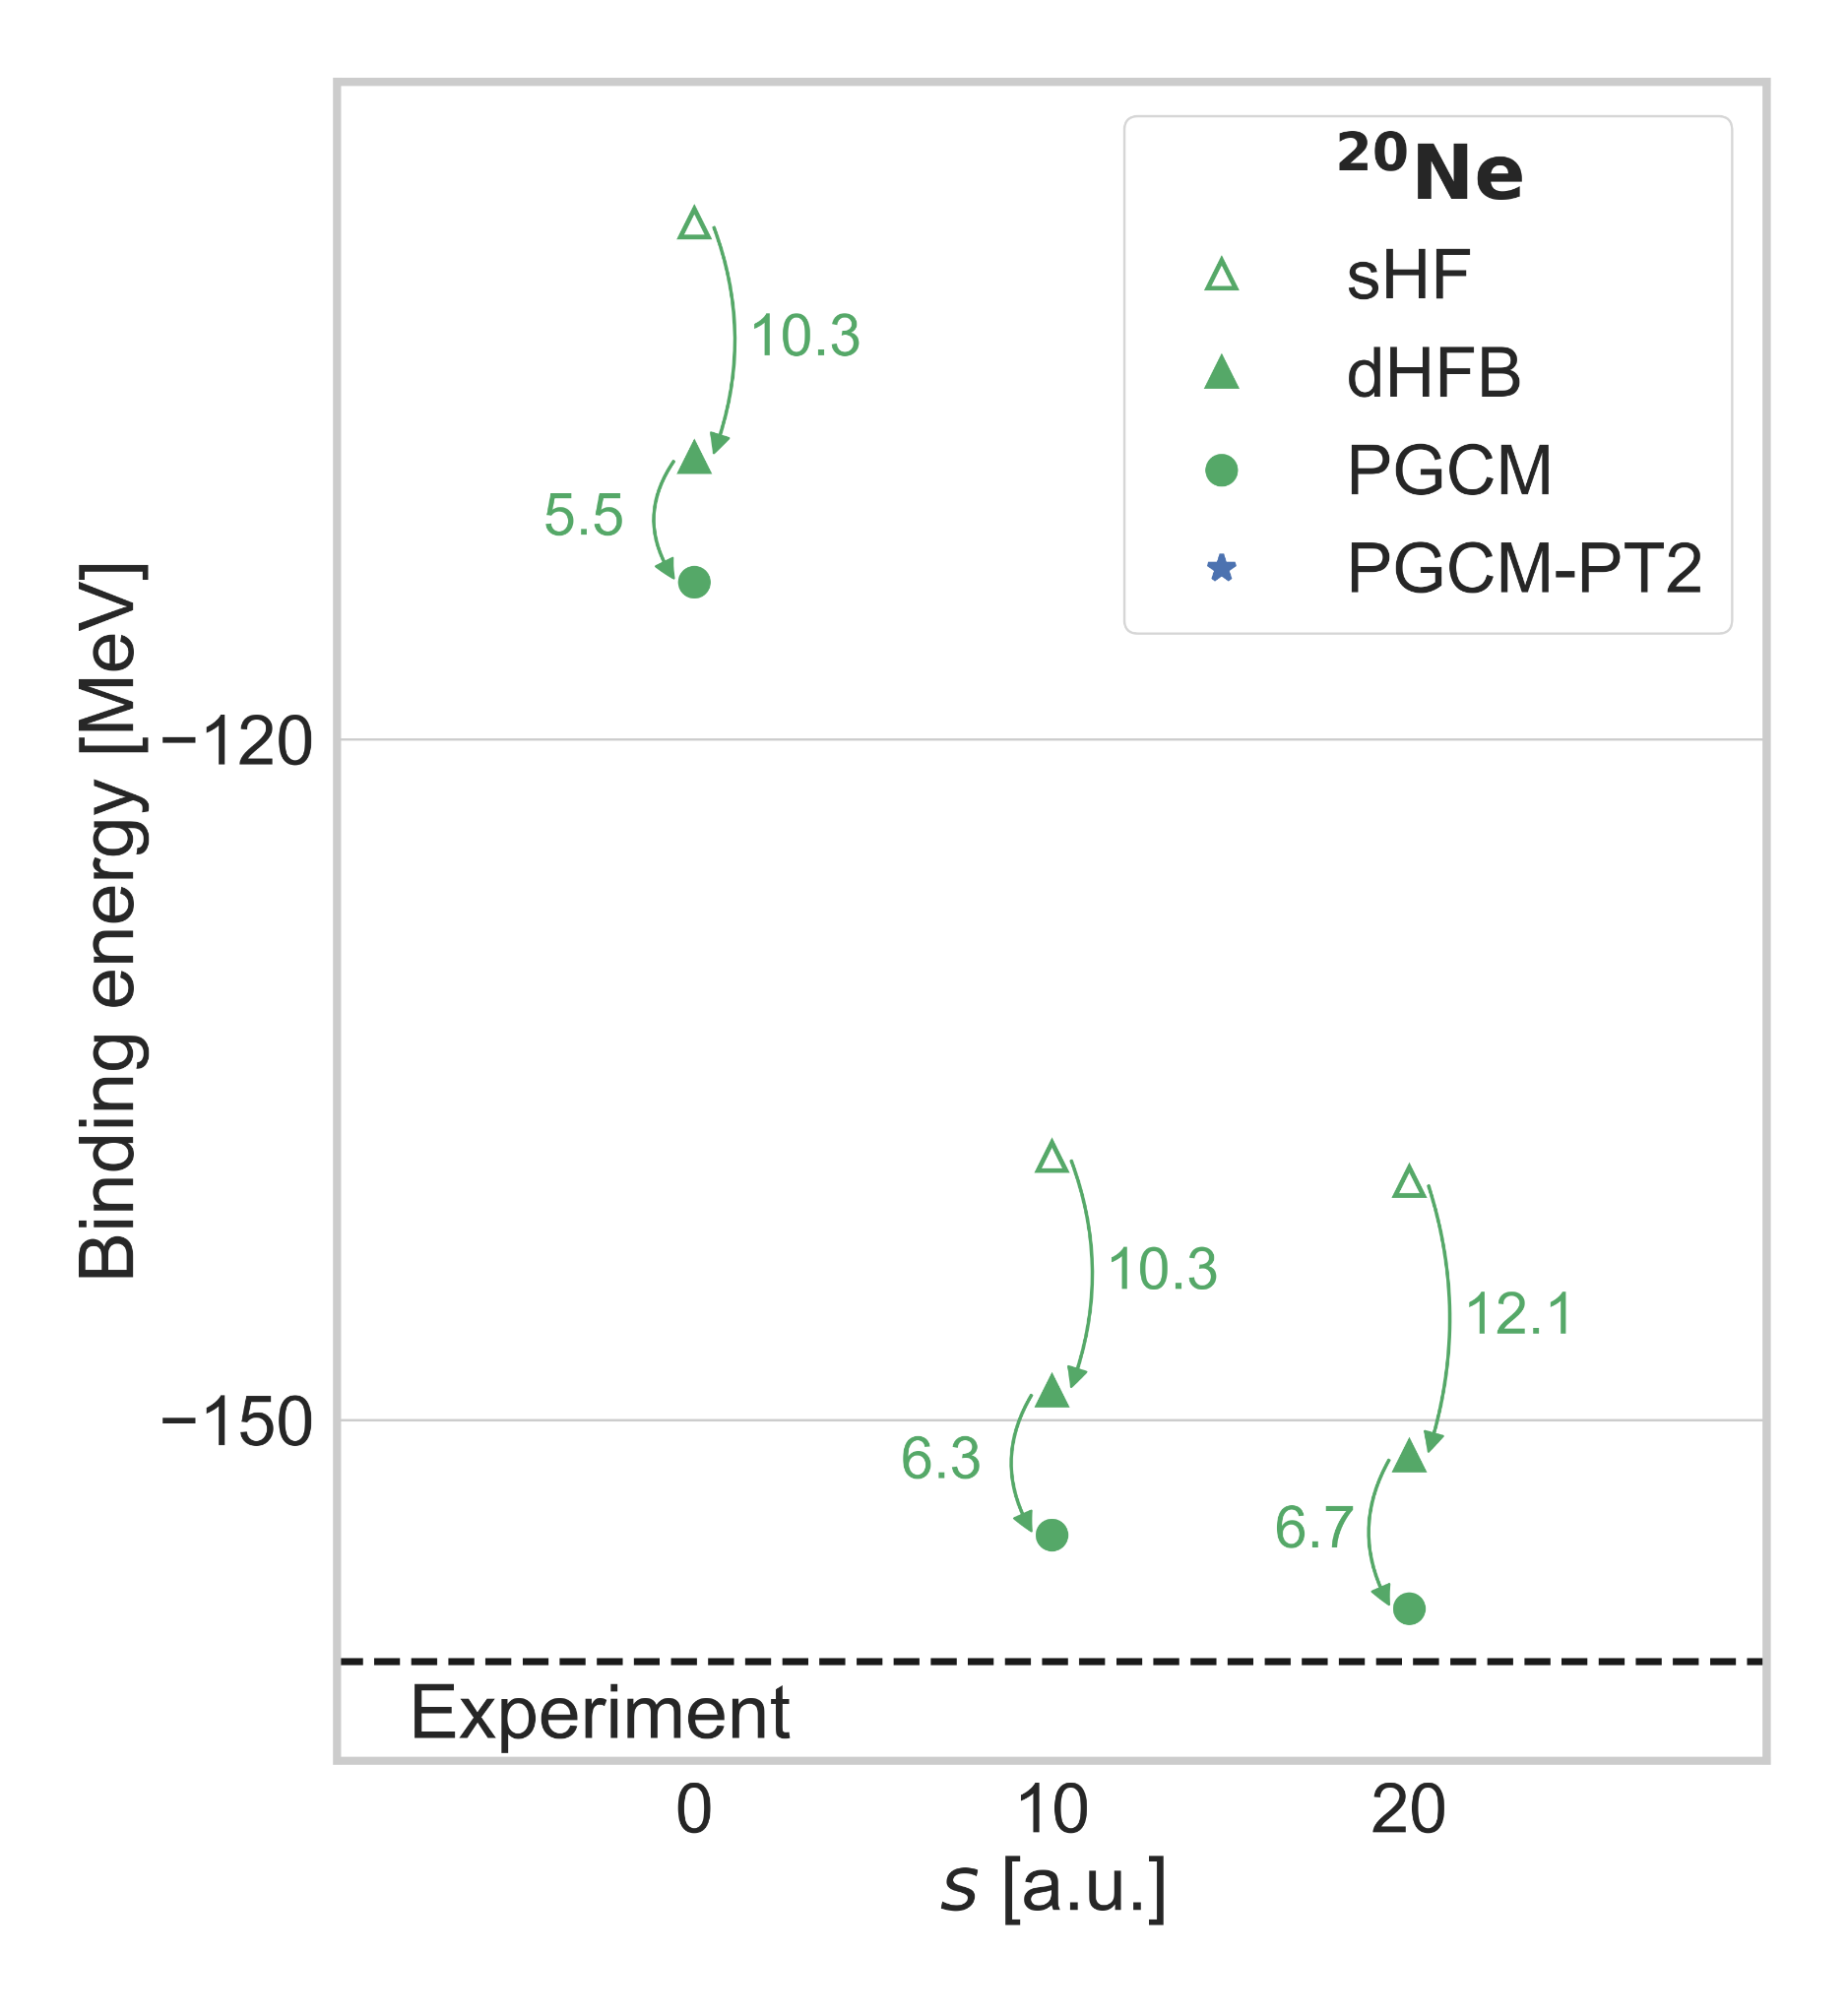 ²⁰Ne
sHF
dHFB
PGCM
PGCM-PT2
10.3
5.5
Binding energy [MeV]
−120
10.3
12.1
−150
6.3
6.7
Experiment
0 10 20
s [a.u.]